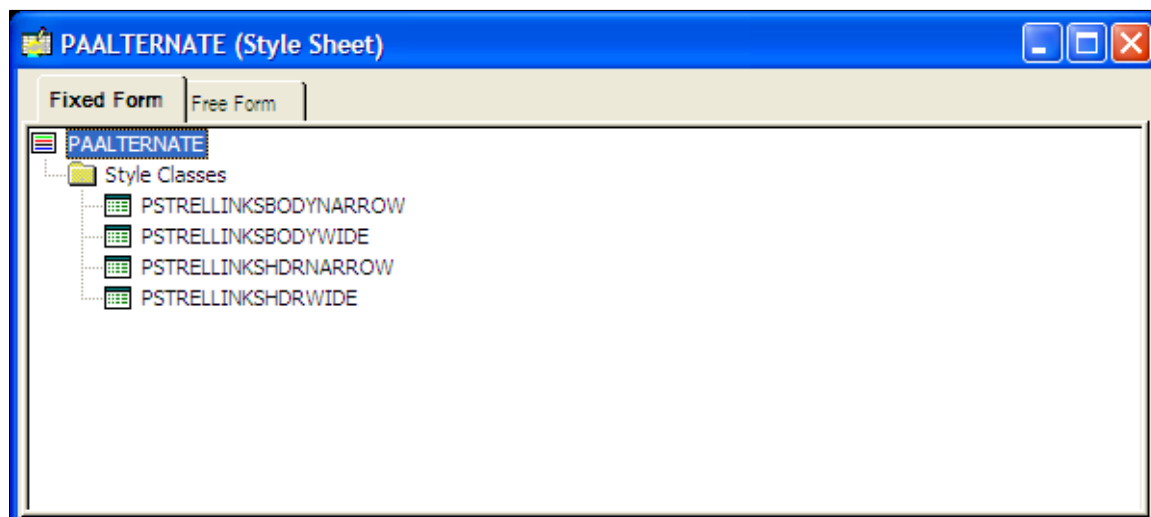 PAALTERNATE (Style Sheet)
Fixed Form Free Form
PAALTERNATE
Style Classes
PSTRELLINKSBODYNARROW
PSTRELLINKSBODYWIDE
PSTRELLINKSHDRNARROW
PSTRELLINKSHDRWIDE